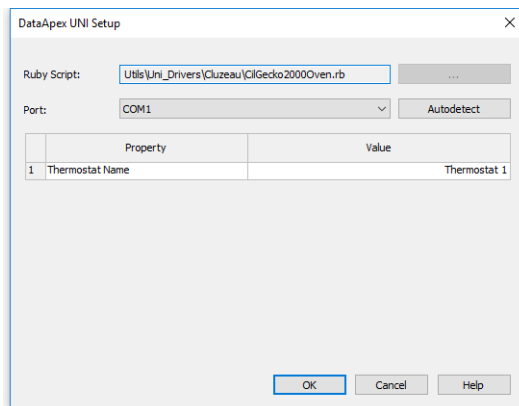 DataApex UNI Setup
Ruby Script: Utils\Uni_Drivers\Cluzeau\CilGecko2000Oven.rb ...
Port: COM1 Autodetect
Property Value
1 Thermostat Name Thermostat 1
OK Cancel Help